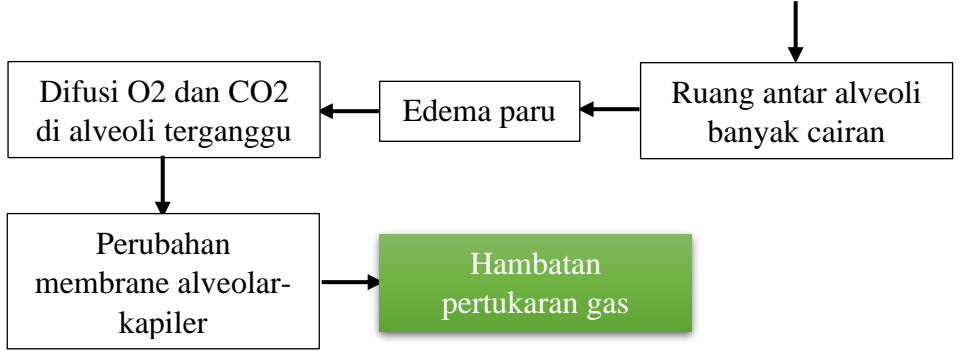 Difusi O2 dan CO2
di alveoli terganggu
Edema paru
Ruang antar alveoli
banyak cairan
Perubahan
membrane alveolar-
kapiler
Hambatan
pertukaran gas